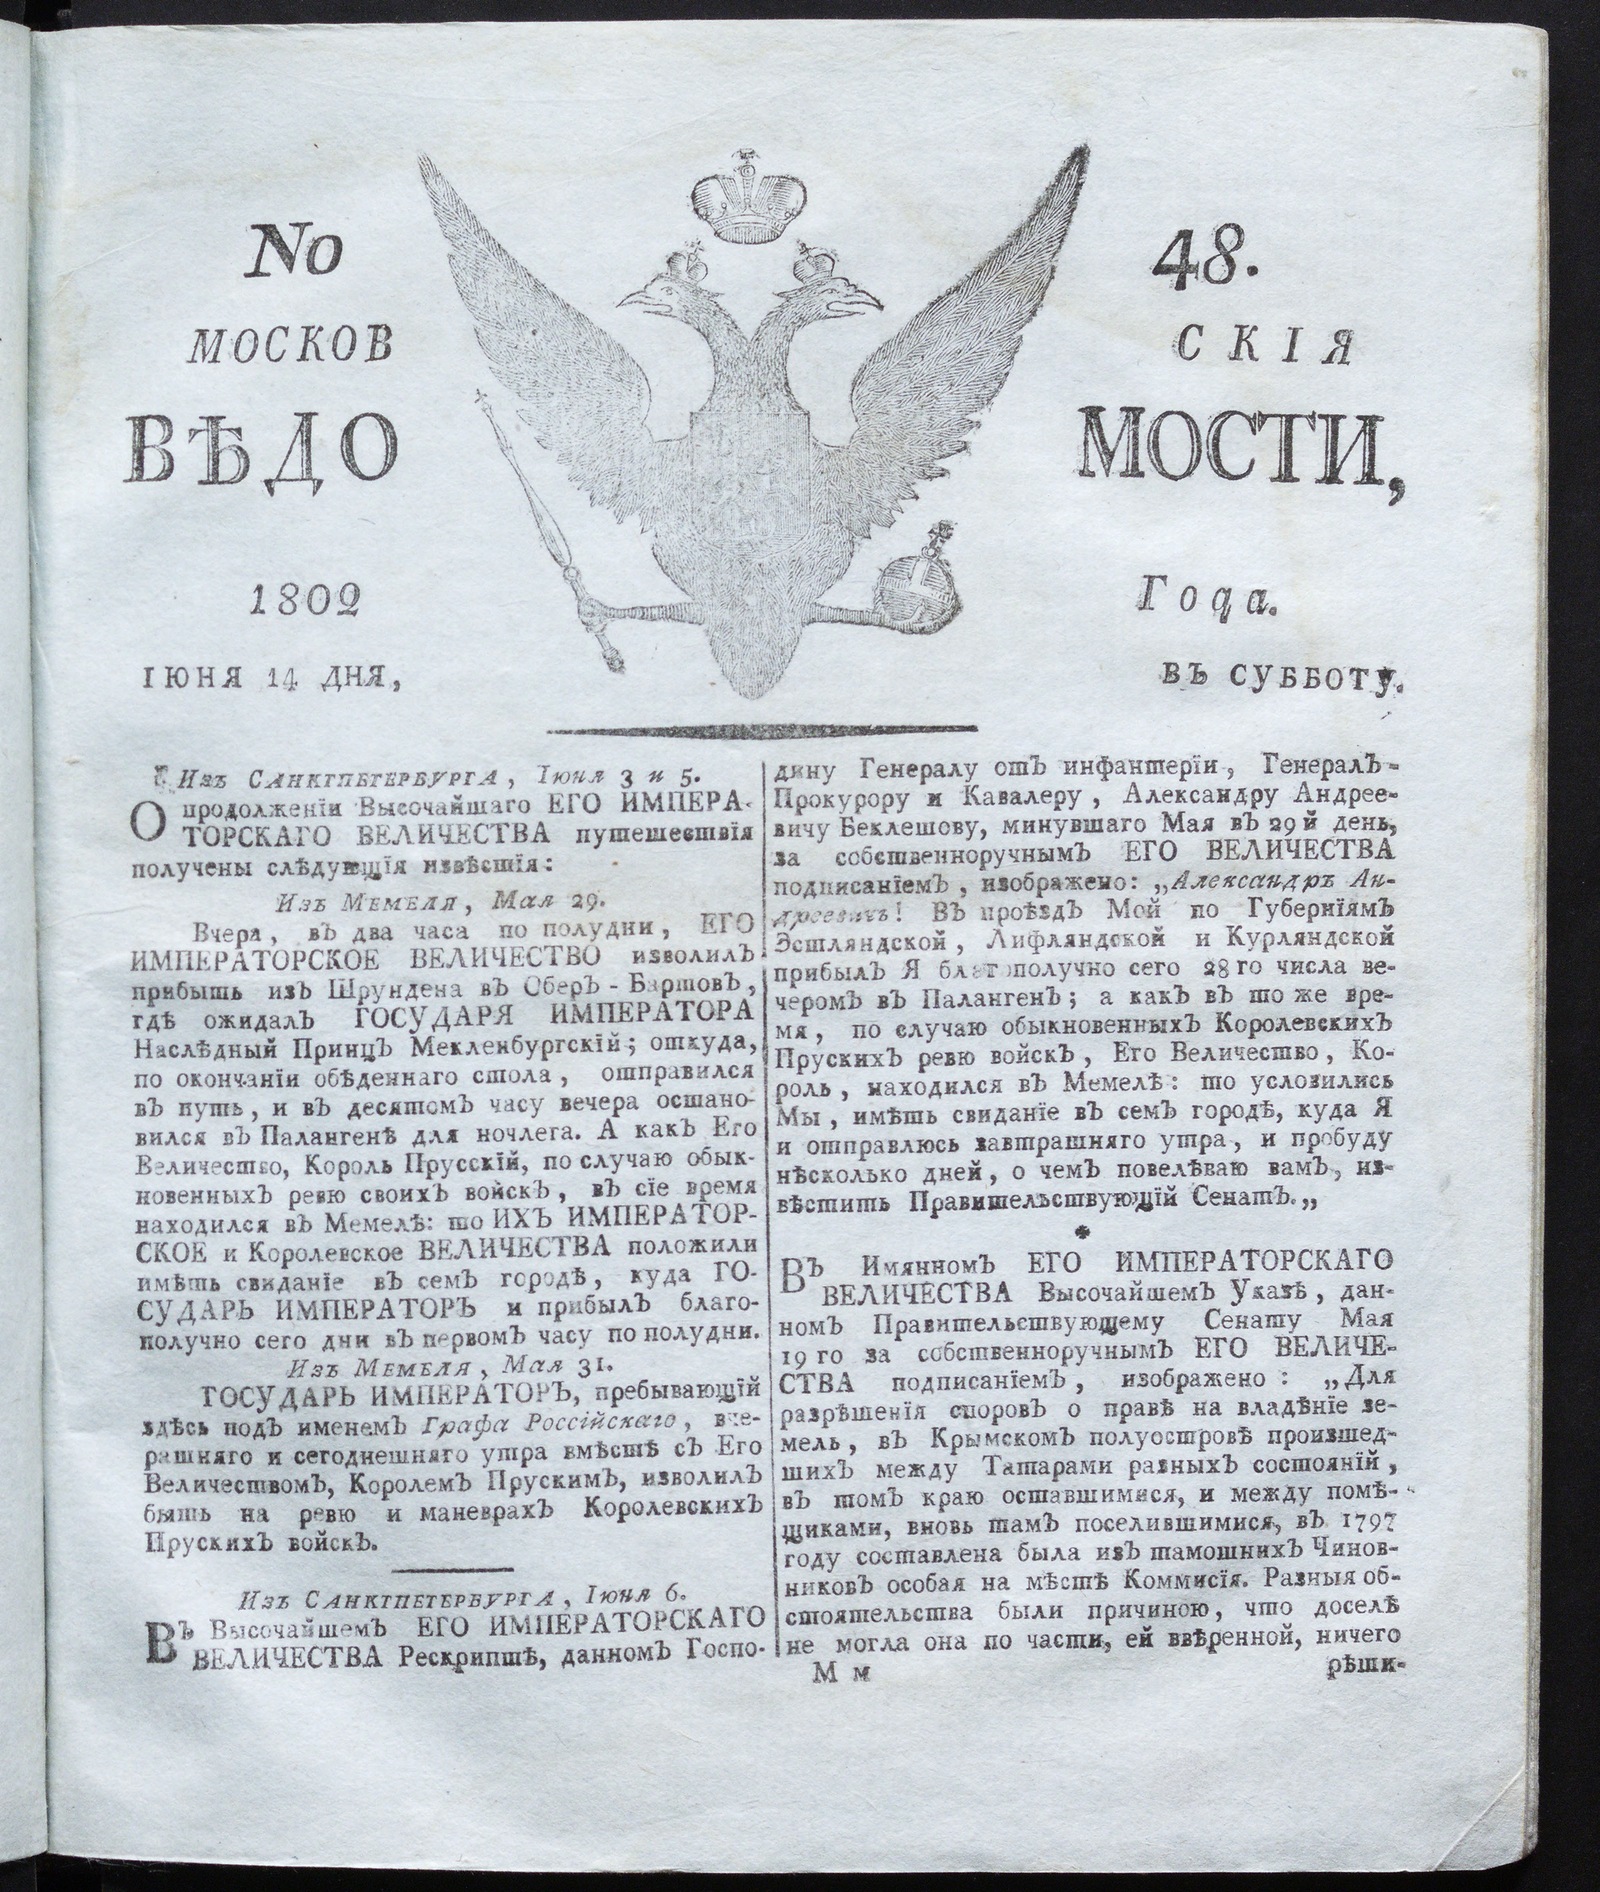 No 48.
МОСКОВ СКІЯ
ВѢДО МОСТИ,
1802 Года.
ІЮНЯ 14 ДНЯ, ВЪ СУББОТУ.
Изъ Санктпетербурга, Іюня 3 и 5.
О продолженіи Высочайшаго ЕГО ИМПЕРА-
ТОРСКАГО ВЕЛИЧЕСТВА путешествія
получены слѣдующія извѣстія:
Изъ Мемеля, Мая 29.
Вчера, въ два часа по полудни, ЕГО
ИМПЕРАТОРСКОЕ ВЕЛИЧЕСТВО изволилъ
прибыть изъ Шрундена въ Оберъ-Бартовъ,
гдѣ ожидалъ ГОСУДАРЯ ИМПЕРАТОРА
Наслѣдный Принцъ Мекленбургскій; откуда,
по окончаніи обѣденнаго стола, отправился
въ путь, и въ десятомъ часу вечера остано-
вился въ Палангенѣ для ночлега. А какъ Его
Величество, Король Прусскій, по случаю обык-
новенныхъ ревю своихъ войскъ, въ сіе время
находился въ Мемелѣ: то ИХЪ ИМПЕРАТОР-
СКОЕ и Королевское ВЕЛИЧЕСТВА положили
имѣть свиданіе въ семъ городѣ, куда ГО-
СУДАРЬ ИМПЕРАТОРЪ и прибылъ благо-
получно сего дни въ первомъ часу по полудни.
Изъ Мемеля, Мая 31.
ГОСУДАРЬ ИМПЕРАТОРЪ, пребывающій
здѣсь подъ именемъ Графа Россійскаго, вче-
рашняго и сегоднешняго утра вмѣстѣ съ Его
Величествомъ, Королемъ Прускимъ, изволилъ
быть на ревю и маневрахъ Королевскихъ
Прускихъ войскъ.
Изъ Санктпетербурга, Іюня 6.
Въ Высочайшемъ ЕГО ИМПЕРАТОРСКАГО
ВЕЛИЧЕСТВА Рескриптѣ, данномъ Госпо-
дину Генералу отъ инфантеріи, Генералъ-
Прокурору и Кавалеру, Александру Андрее-
вичу Беклешову, минувшаго Мая въ 29й день,
за собственноручнымъ ЕГО ВЕЛИЧЕСТВА
подписаніемъ, изображено: „Александръ Ан-
дреевичъ! Въ проѣздъ Мой по Губерніямъ
Эстляндской, Лифляндской и Курляндской
прибылъ Я благополучно сего 28го числа ве-
черомъ въ Палангенъ; а какъ въ то же вре-
мя, по случаю обыкновенныхъ Королевскихъ
Прускихъ ревю войскъ, Его Величество, Ко-
роль, находился въ Мемелѣ: то условились
Мы, имѣть свиданіе въ семъ городѣ, куда Я
и отправлюсь завтрашняго утра, и пробуду
нѣсколько дней, о чемъ повелѣваю вамъ, из-
вѣстить Правительствующій Сенатъ.„
*
Въ Имянномъ ЕГО ИМПЕРАТОРСКАГО
ВЕЛИЧЕСТВА Высочайшемъ Указѣ, дан-
номъ Правительствующему Сенату Мая
19го за собственноручнымъ ЕГО ВЕЛИЧЕ-
СТВА подписаніемъ, изображено: „Для
разрѣшенія споровъ о правѣ на владѣніе зе-
мель, въ Крымскомъ полуостровѣ произшед-
шихъ между Татарами разныхъ состояній,
въ томъ краю оставшимися, и между помѣ-
щиками, вновь тамъ поселившимися, въ 1797
году составлена была изъ тамошнихъ Чинов-
никовъ особая на мѣстѣ Коммисія. Разныя об-
стоятельства были причиною, что доселѣ
не могла она по части, ей ввѣренной, ничего
М м рѣши-